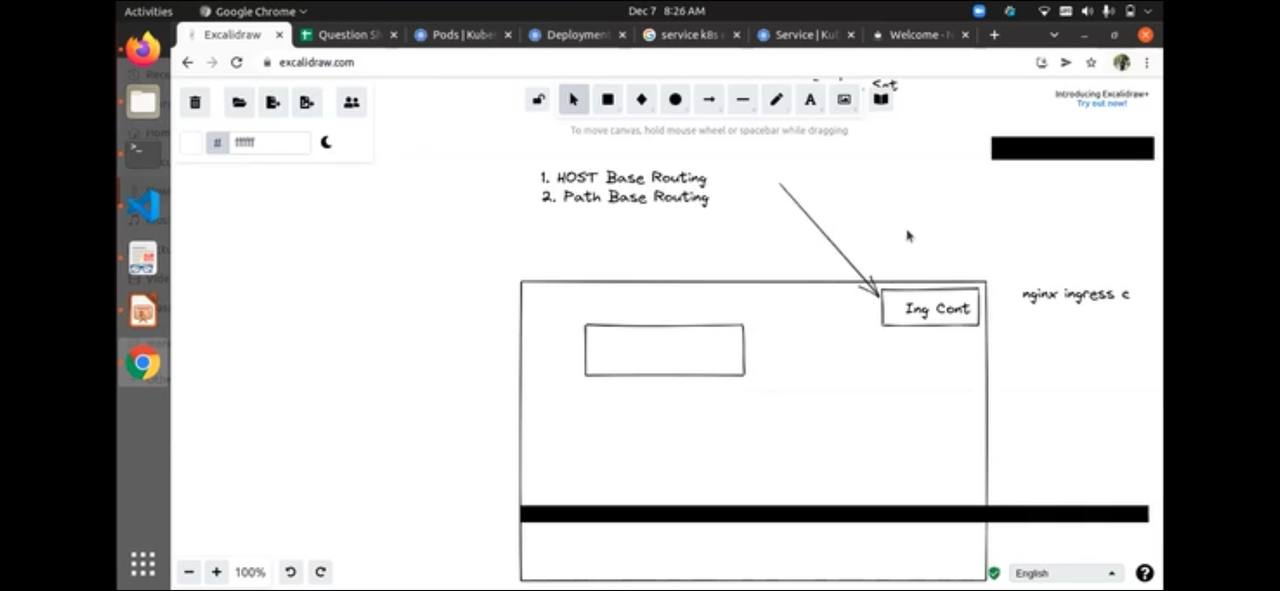 Activities
Google Chrome
Dec 7 8:26 AM
Excalidraw
Question Sh
Pods | Kube
Deployment
service k8s
Service | Ku
Welcome - N
excalidraw.com
Introducing Excalidraw+
Try out now!
To move canvas, hold mouse wheel or spacebar while dragging
# ffffff
1. HOST Base Routing
2. Path Base Routing
Ing Cont
nginx ingress c
100%
English